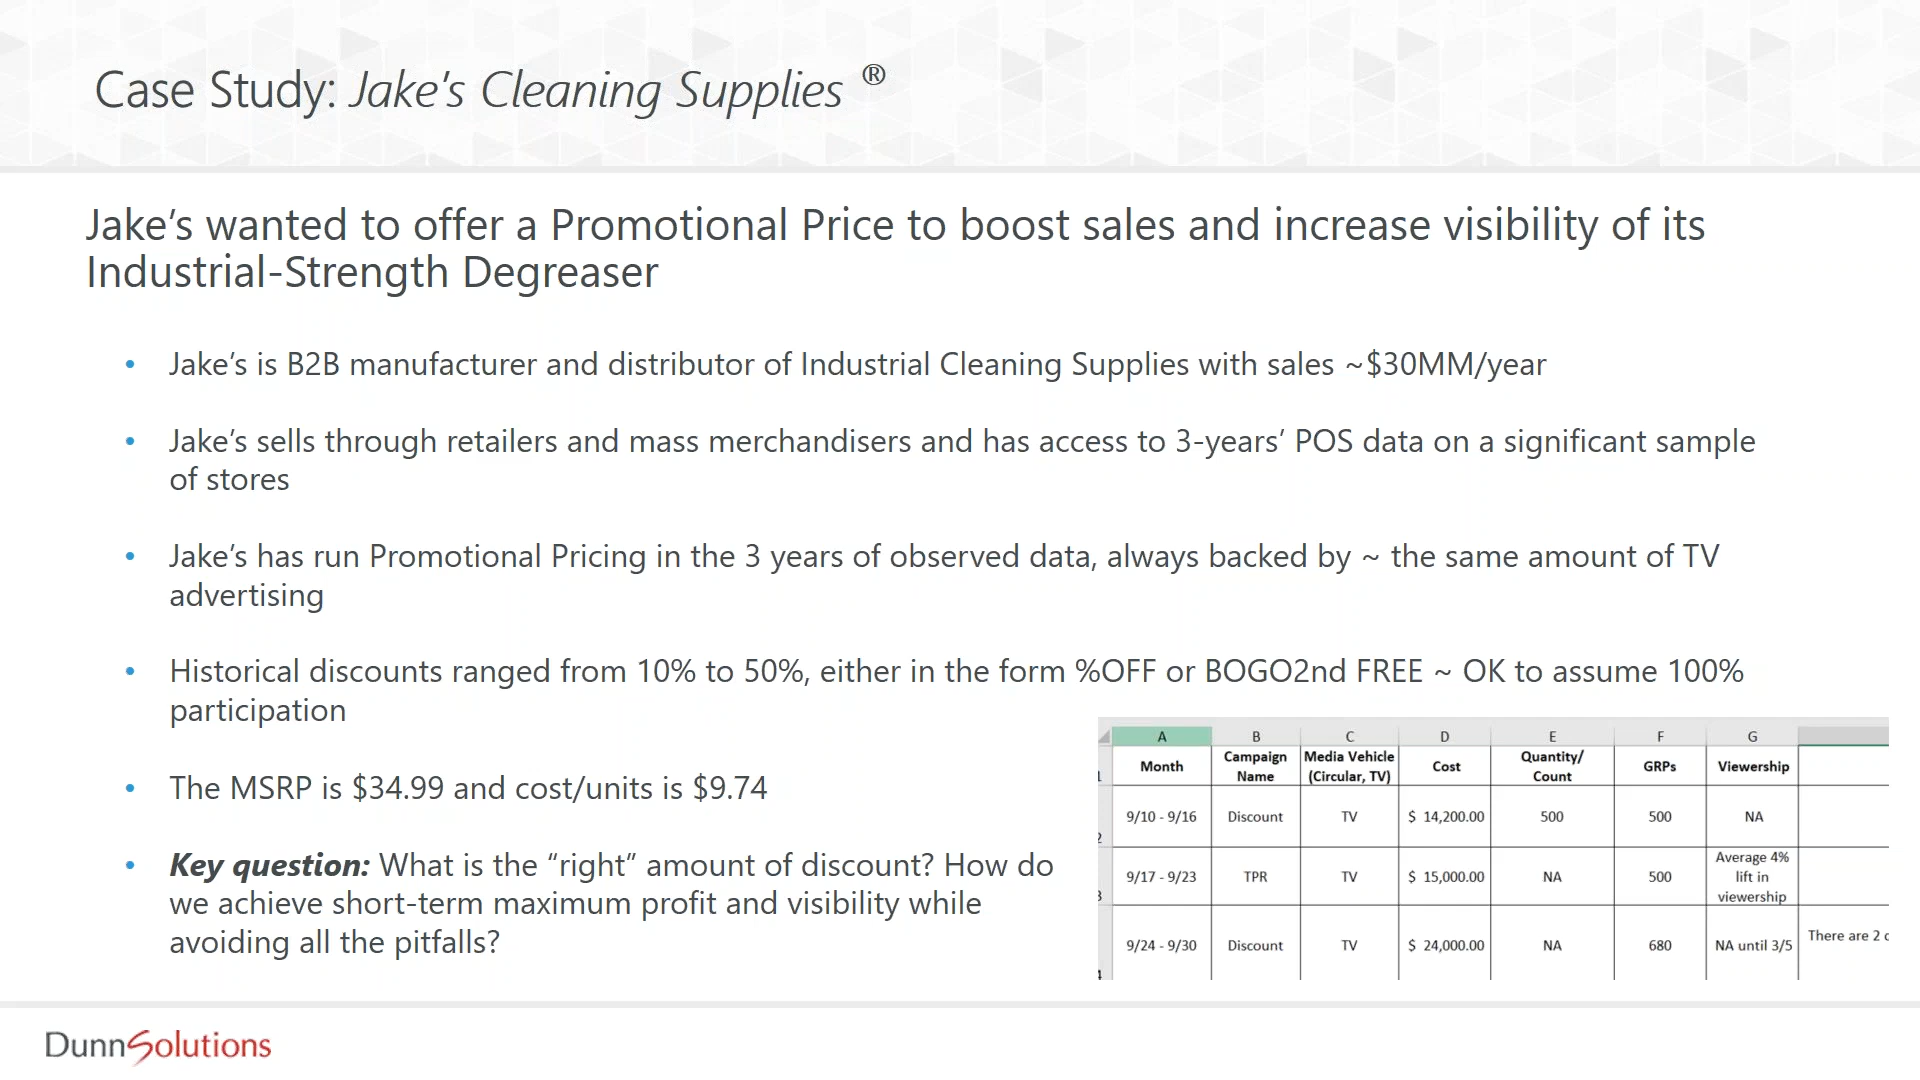 Case Study: Jake's Cleaning Supplies ®
Jake’s wanted to offer a Promotional Price to boost sales and increase visibility of its
Industrial-Strength Degreaser
• Jake’s is B2B manufacturer and distributor of Industrial Cleaning Supplies with sales ~$30MM/year
• Jake’s sells through retailers and mass merchandisers and has access to 3-years’ POS data on a significant sample
of stores
• Jake’s has run Promotional Pricing in the 3 years of observed data, always backed by ~ the same amount of TV
advertising
• Historical discounts ranged from 10% to 50%, either in the form %OFF or BOGO2nd FREE ~ OK to assume 100%
participation
• The MSRP is $34.99 and cost/units is $9.74
• Key question: What is the “right” amount of discount? How do
we achieve short-term maximum profit and visibility while
avoiding all the pitfalls?
A B C D E F G
1 Month Campaign Name Media Vehicle (Circular, TV) Cost Quantity/ Count GRPs Viewership
2 9/10 - 9/16 Discount TV $ 14,200.00 500 500 NA
3 9/17 - 9/23 TPR TV $ 15,000.00 NA 500 Average 4% lift in viewership
4 9/24 - 9/30 Discount TV $ 24,000.00 NA 680 NA until 3/5 There are 2
DunnSolutions